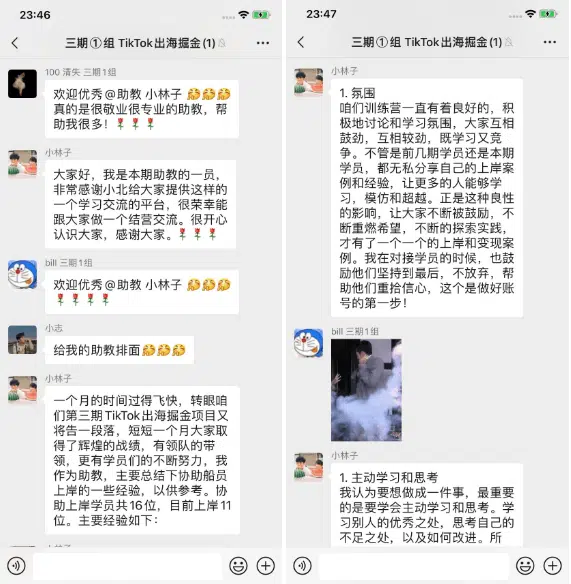 23:46
三期①组 TikTok出海掘金(1)
100 清失 三期1组
欢迎优秀@助教 小林子
真的是很敬业很专业的助教，帮
助我很多！
小林子
大家好，我是本期助教的一员，
非常感谢小北给大家提供这样的
一个学习交流的平台，很荣幸能
跟大家做一个结营交流。很开心
认识大家，感谢大家。
bill 三期1组
欢迎优秀@助教 小林子
小志
给我的助教排面
小林子
一个月的时间过得飞快，转眼咱
们第三期TikTok出海掘金项目又
将告一段落，短短一个月大家取
得了辉煌的战绩，有领队的带
领，更有学员们的不断努力，我
作为助教，主要总结下协助船员
上岸的一些经验，以供参考。协
助上岸学员共16位，目前上岸11
位。主要经验如下：
23:47
三期①组 TikTok出海掘金(1)
小林子
1. 氛围
咱们训练营一直有着良好的，积
极地讨论和学习氛围，大家互相
鼓劲，互相较劲，既学习又竞
争。不管是前几期学员还是本期
学员，都无私分享自己的上岸案
例和经验，让更多的人能够学
习，模仿和超越。正是这种良性
的影响，让大家不断被鼓励，不
断重燃希望，不断的探索实践，
才有了一个一个的上岸和变现案
例。我在对接学员的时候，也鼓
励他们坚持到最后，不放弃，帮
助他们重拾信心，这个是做好账
号的第一步！
bill 三期1组
小林子
1. 主动学习和思考
我认为要想做成一件事，最重要
的是要学会主动学习和思考。学
习别人的优秀之处，思考自己的
不足之处，以及如何改进。所